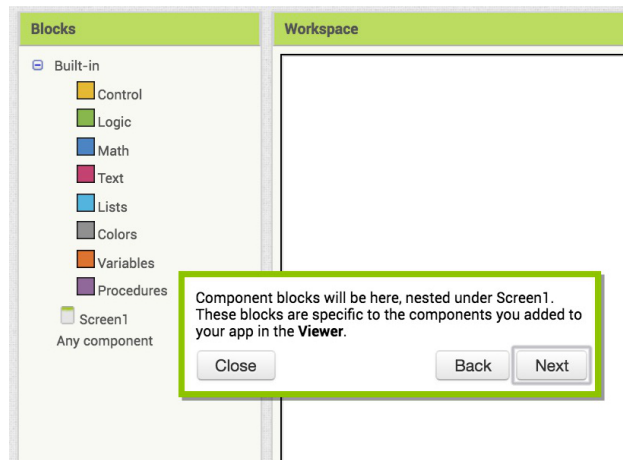 Blocks
Workspace
Built-in
Control
Logic
Math
Text
Lists
Colors
Variables
Procedures
Screen1
Any component
Component blocks will be here, nested under Screen1.
These blocks are specific to the components you added to
your app in the Viewer.
Close
Back
Next